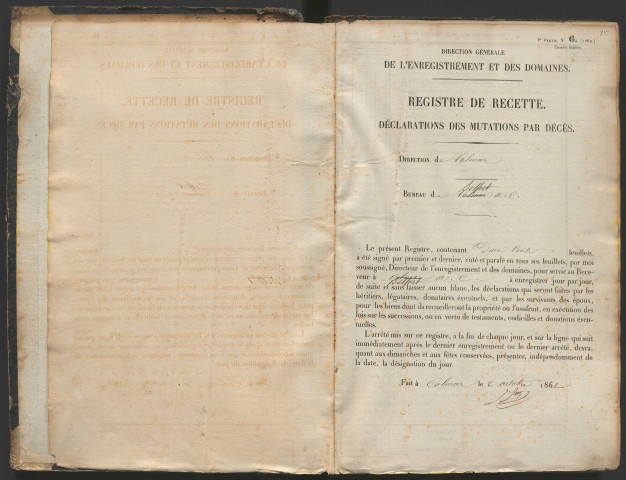 Iᵉ Partie. N° 6. (1860)
DIRECTION GÉNÉRALE
DE L'ENREGISTREMENT ET DES DOMAINES.
REGISTRE DE RECETTE.
DÉCLARATIONS DES MUTATIONS PAR DÉCÈS.
DIRECTION d Colmar
Belfort
BUREAU d
Le présent Registre, contenant Deux Cents feuillets,
a été signé par premier et dernier, coté et parafé en tous ses feuillets, par moi
soussigné, Directeur de l'enregistrement et des domaines, pour servir au Rece-
veur à Belfort à enregistrer jour par jour,
de suite et sans laisser aucun blanc, les déclarations qui seront faites par les
héritiers, légataires, donataires éventuels, et par les survivants des époux,
pour les biens dont ils recueilleront la propriété ou l'usufruit, en exécution des
lois sur les successions, ou en vertu de testaments, codicilles et donations éven-
tuelles.
L'arrêté mis sur ce registre, à la fin de chaque jour, et sur la ligne qui suit
immédiatement après le dernier enregistrement ou le dernier arrêté, devra,
quant aux dimanches et aux fêtes conservées, présenter, indépendamment de
la date, la désignation du jour.
Fait à Colmar le 2 octobre 1862